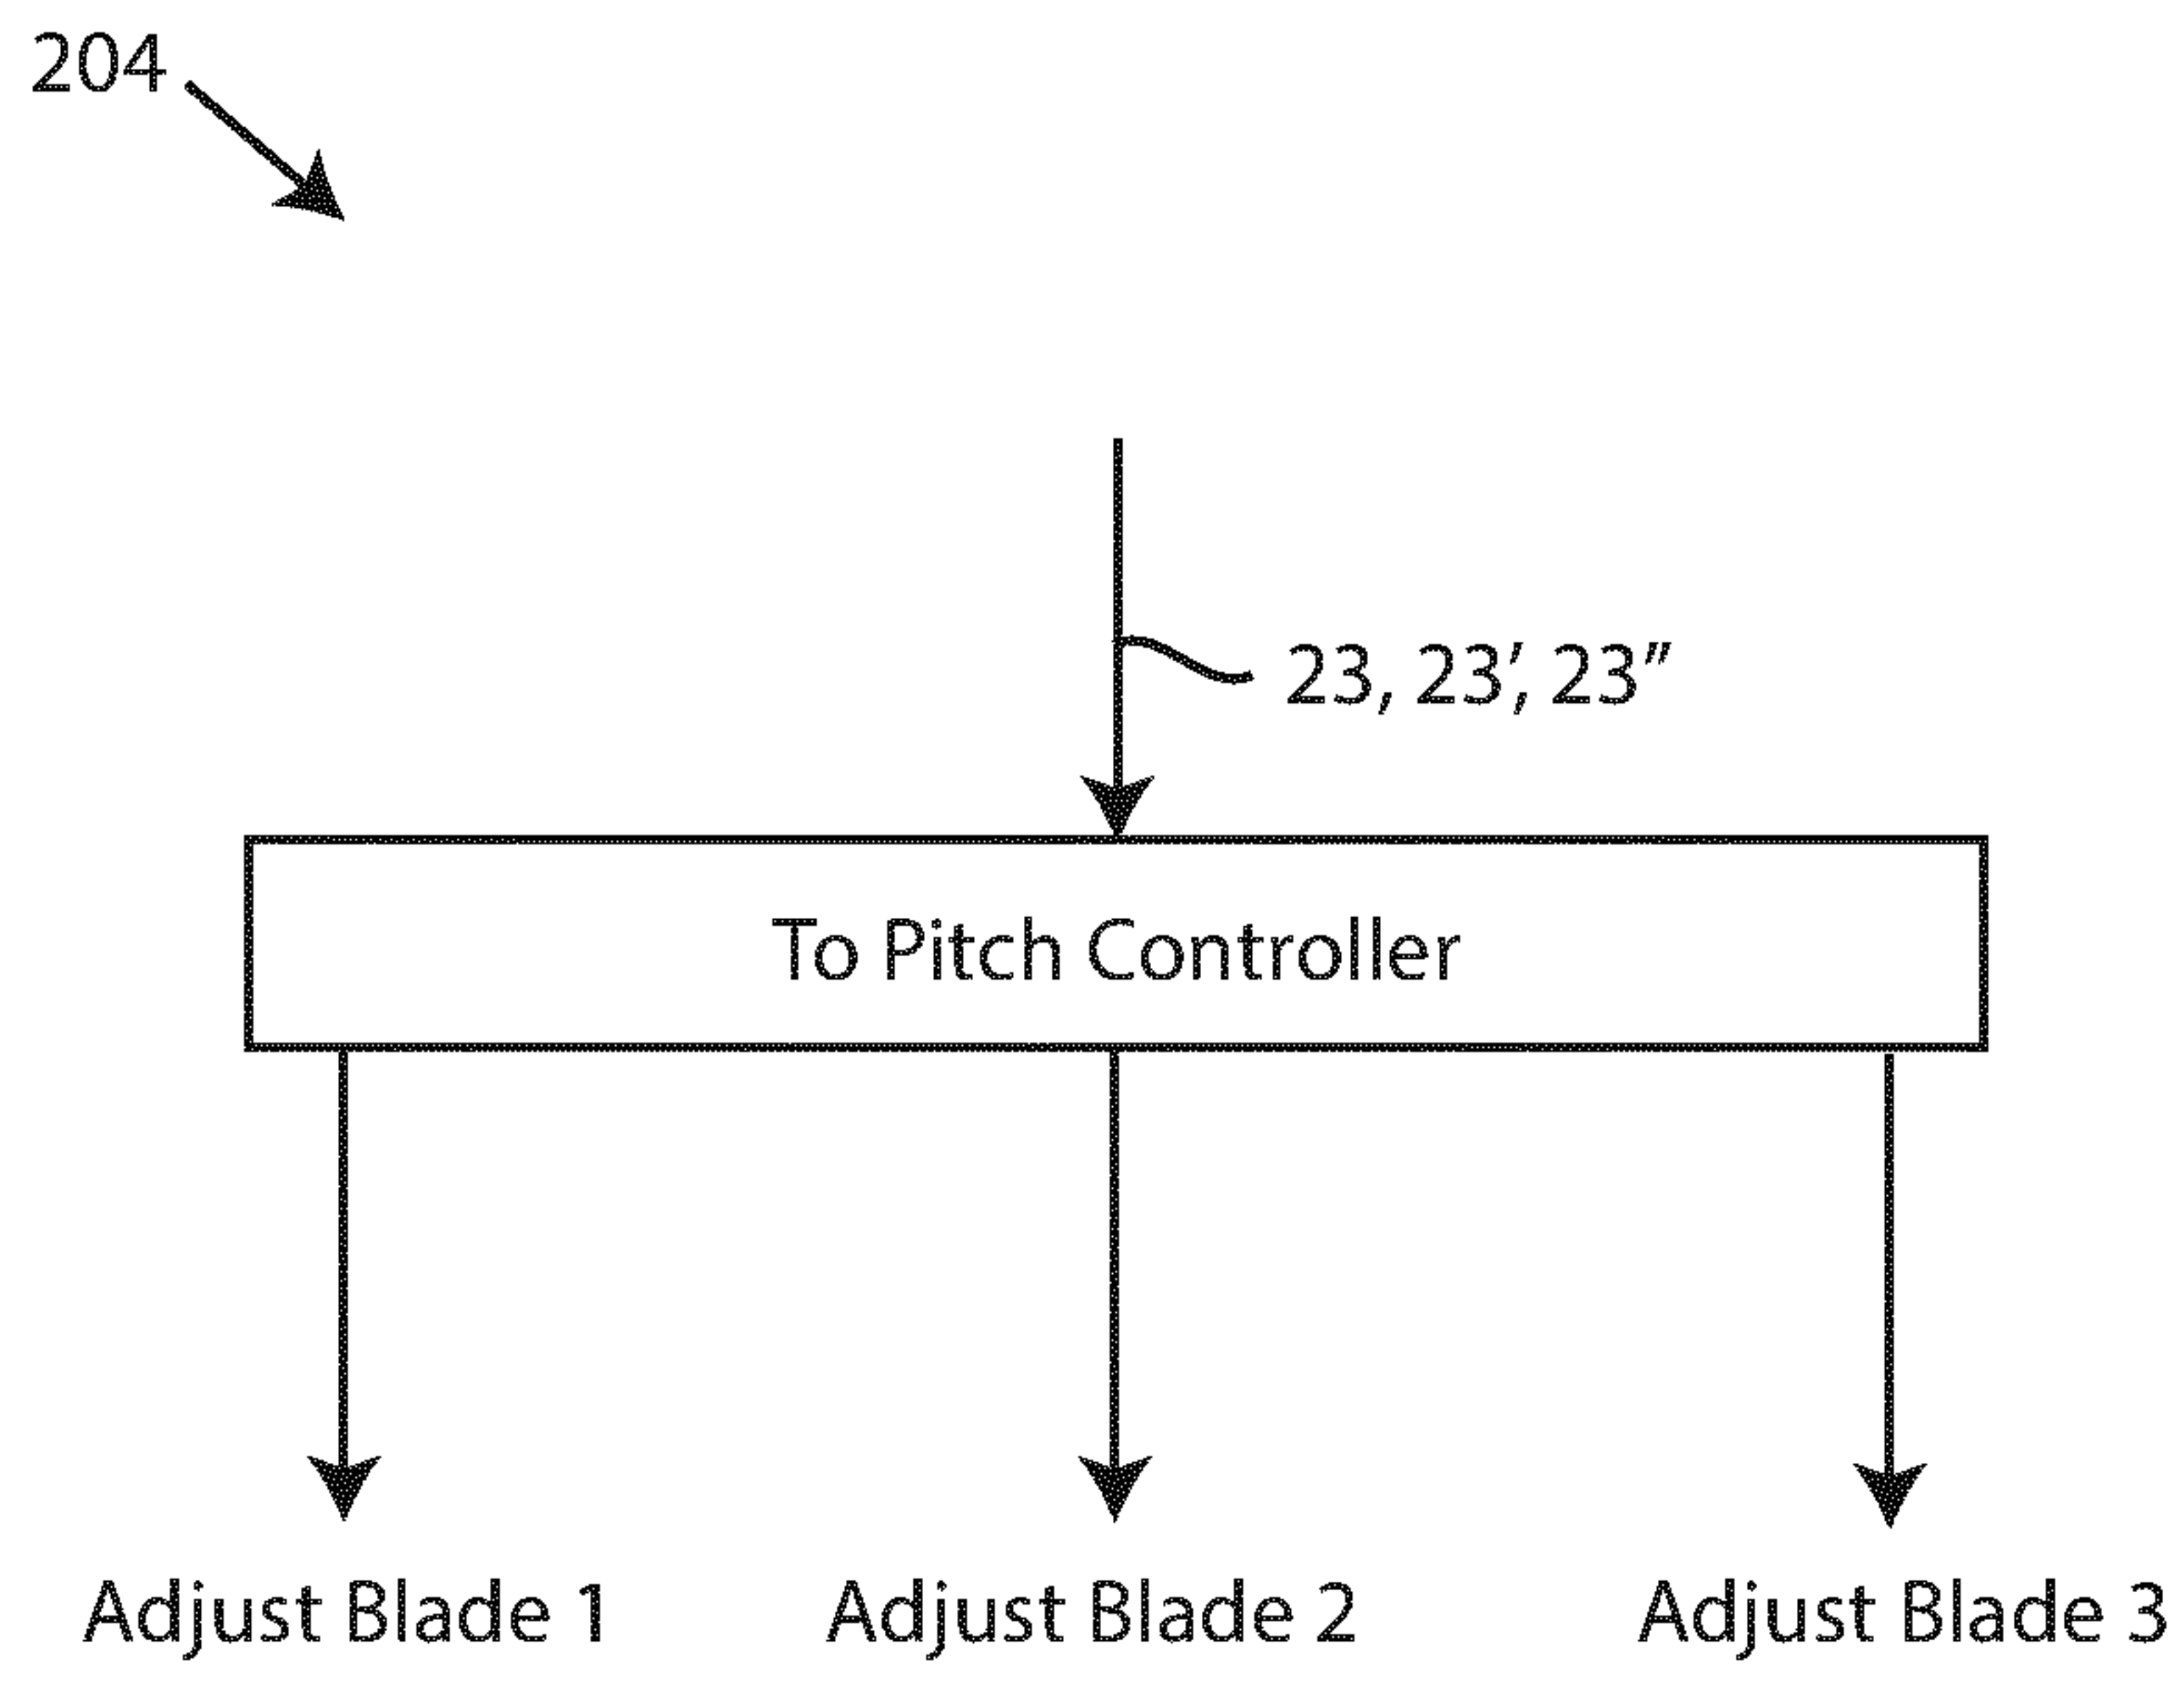 204
23, 23′, 23″
To Pitch Controller
Adjust Blade 1
Adjust Blade 2
Adjust Blade 3